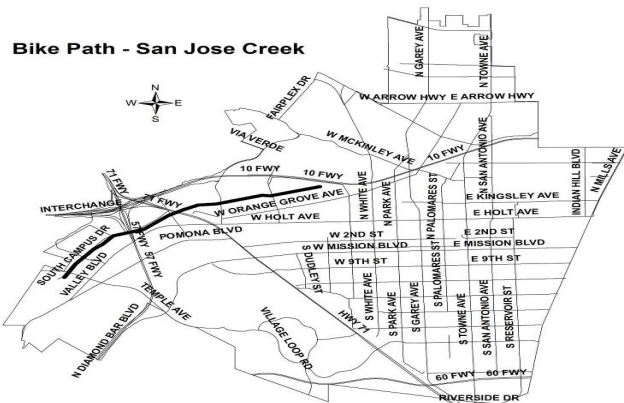 Bike Path - San Jose Creek
N
W E
S
N GAREY AVE
N TOWNE AVE
FAIRPLEX DR
W ARROW HWY E ARROW HWY
VIA VERDE
W MCKINLEY AVE
10 FWY
N SAN ANTONIO AVE
INDIAN HILL BLVD
N MILLS AVE
71 FWY
10 FWY
10 FWY
71 FWY
N WHITE AVE
N PARK AVE
N PALOMARES ST
E KINGSLEY AVE
INTERCHANGE
W ORANGE GROVE AVE
W HOLT AVE
E HOLT AVE
SOUTH CAMPUS DR
57 FWY
57 FWY
POMONA BLVD
W 2ND ST
E 2ND ST
W MISSION BLVD
E MISSION BLVD
VALLEY BLVD
S DUDLEY ST
W 9TH ST
E 9TH ST
TEMPLE AVE
S WHITE AVE
S PARK AVE
S GAREY AVE
S PALOMARES ST
S TOWNE AVE
S SAN ANTONIO AVE
S RESERVOIR ST
N DIAMOND BAR BLVD
VILLAGE LOOP RD
HWY 71
60 FWY 60 FWY
RIVERSIDE DR